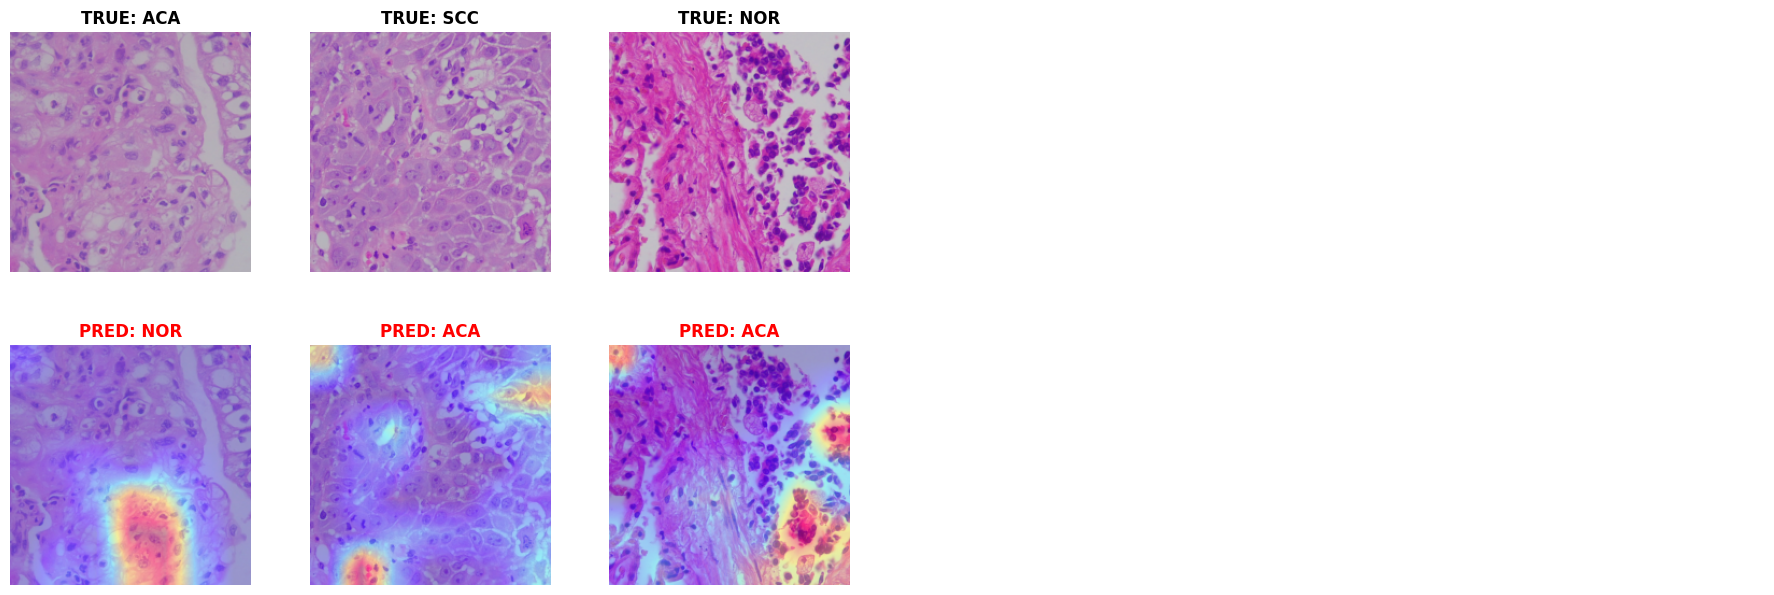 TRUE: ACA
TRUE: SCC
TRUE: NOR
PRED: NOR
PRED: ACA
PRED: ACA